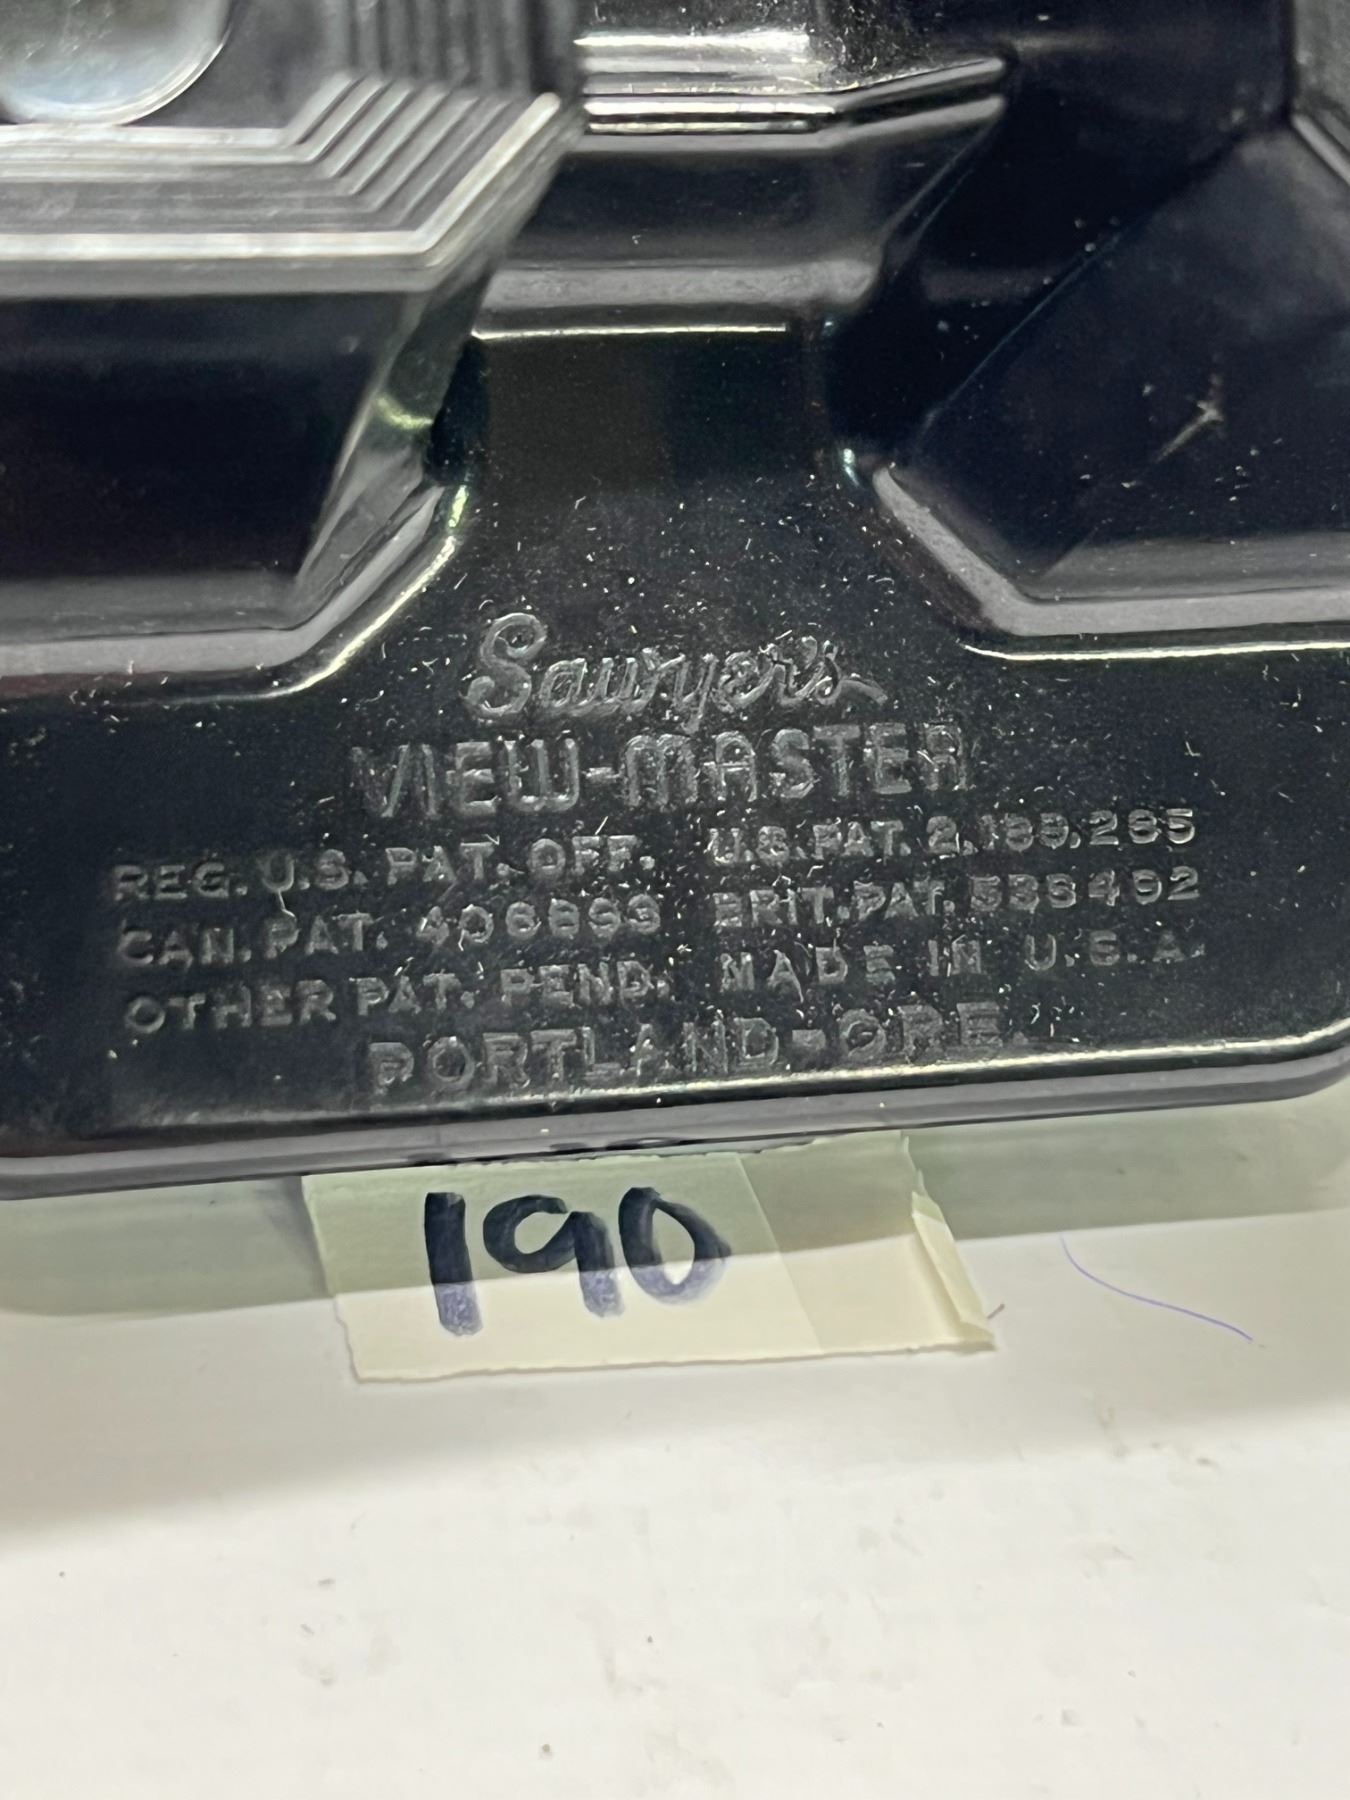 Sawyer's
VIEW-MASTER
REG. U.S. PAT. OFF. U.S. PAT. 2,189,285
CAN. PAT. 406893 BRIT. PAT. 538492
OTHER PAT. PEND. MADE IN U.S.A.
PORTLAND-ORE.
190